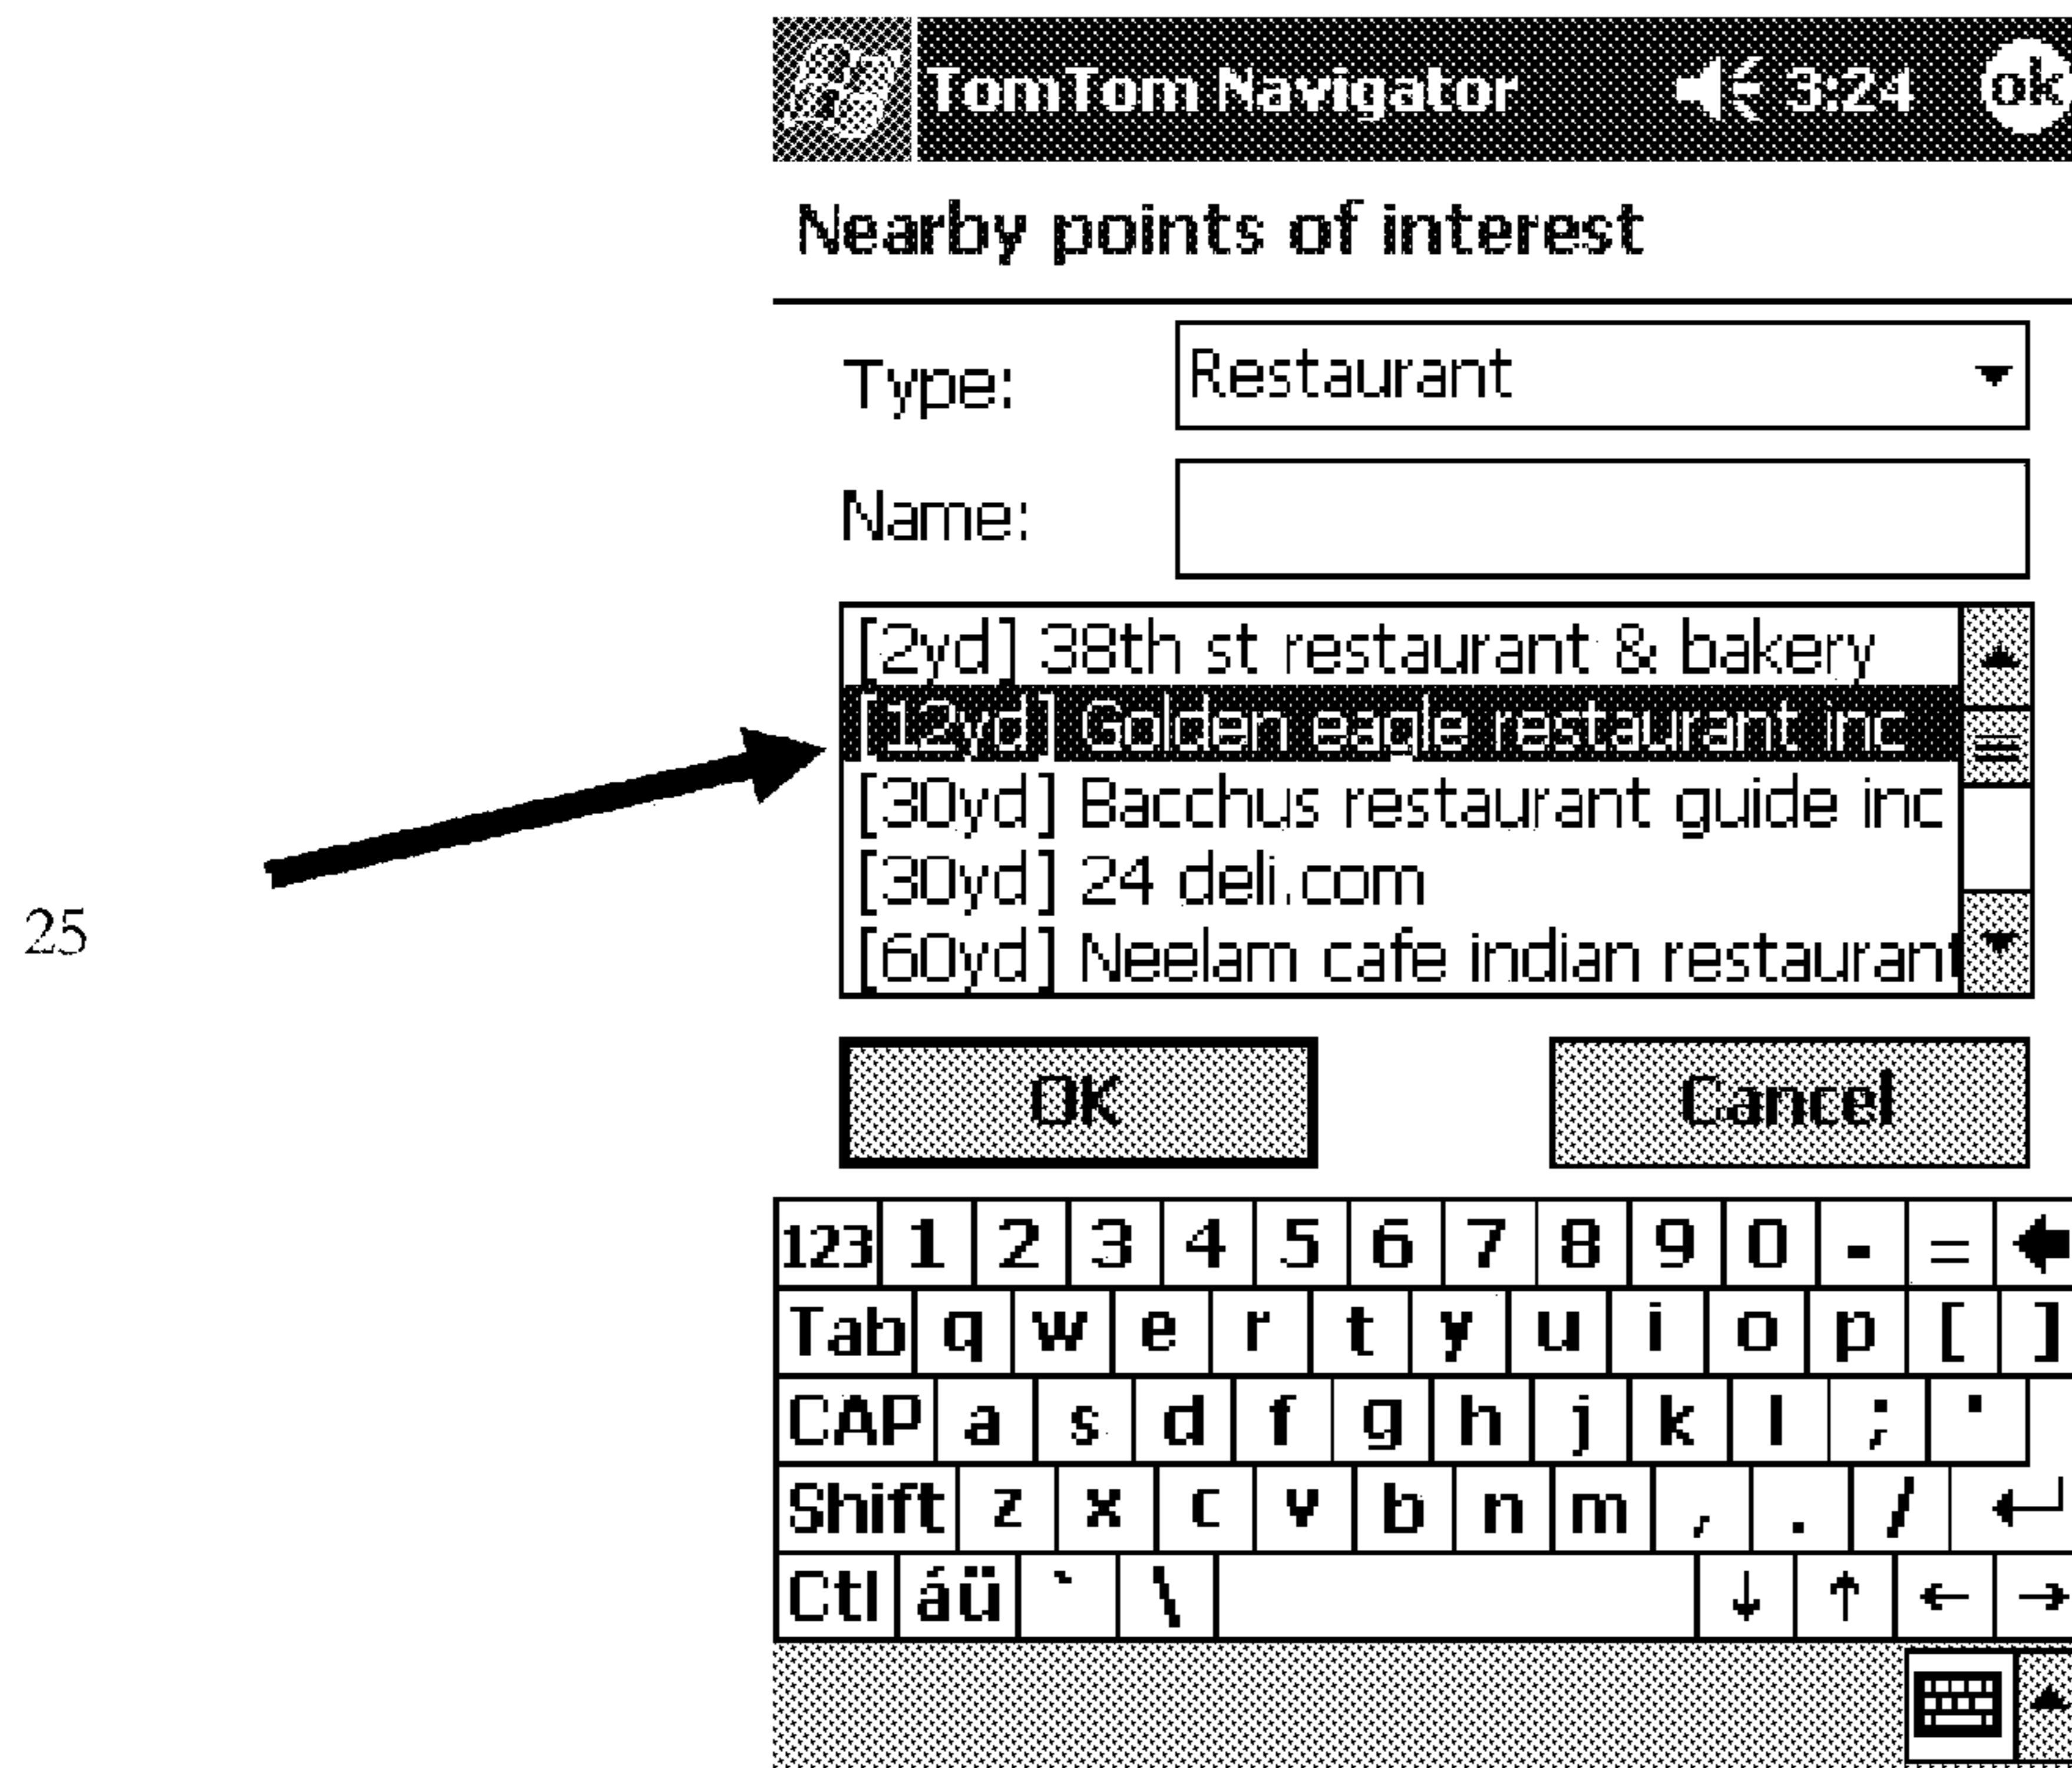 TomTom Navigator 3:24 ok
Nearby points of interest
Type: Restaurant
Name:
[2yd] 38th st restaurant & bakery
[12yd] Golden eagle restaurant inc
[30yd] Bacchus restaurant guide inc
[30yd] 24 deli.com
[60yd] Neelam cafe indian restaurant
25
OK Cancel
123 1 2 3 4 5 6 7 8 9 0 - =
Tab q w e r t y u i o p [ ]
CAP a s d f g h j k l ; '
Shift z x c v b n m , . /
Ctl áü ` \ ↓ ↑ ← →